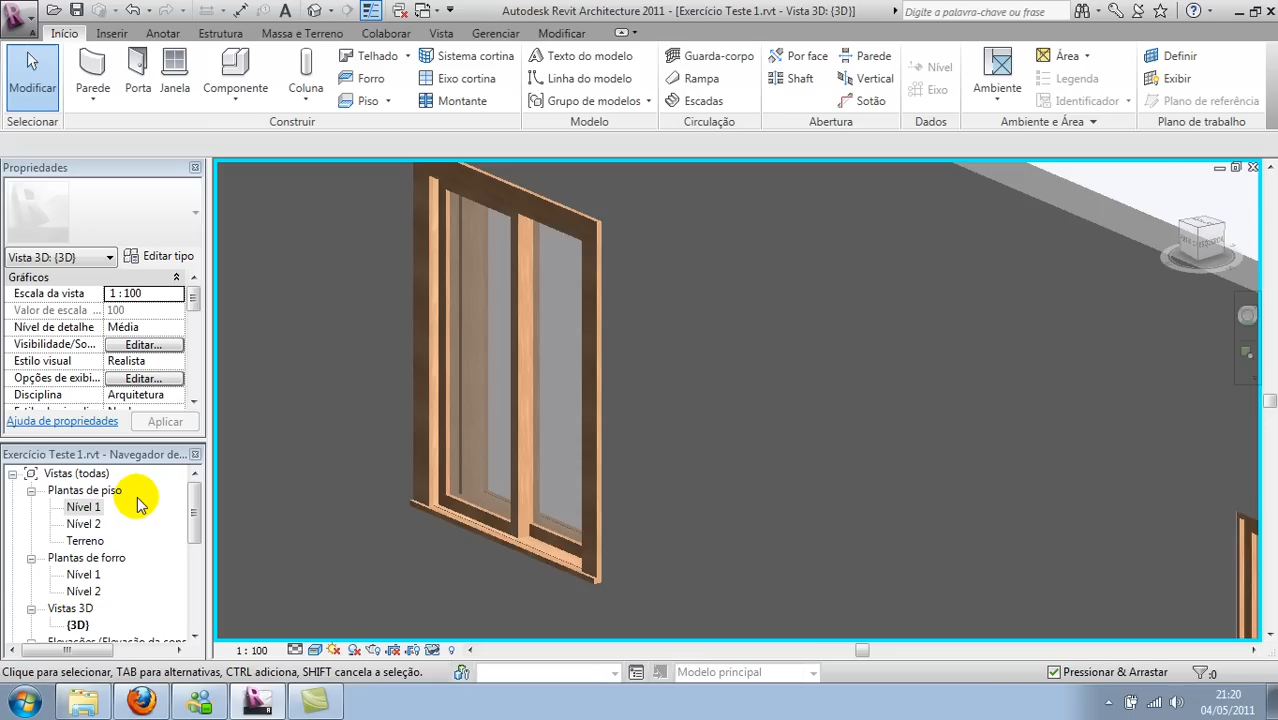 Autodesk Revit Architecture 2011 - [Exercício Teste 1.rvt - Vista 3D: {3D}]
Digite a palavra-chave ou frase
Início Inserir Anotar Estrutura Massa e Terreno Colaborar Vista Gerenciar Modificar
Modificar Parede Porta Janela Componente Coluna
Telhado Sistema cortina
Forro Eixo cortina
Piso Montante
Texto do modelo
Linha do modelo
Grupo de modelos
Guarda-corpo
Rampa
Escadas
Por face Parede
Shaft Vertical
Sotão
Nível
Eixo
Ambiente
Área
Legenda
Identificador
Definir
Exibir
Plano de referência
Selecionar Construir Modelo Circulação Abertura Dados Ambiente e Área Plano de trabalho
Propriedades
Vista 3D: {3D} Editar tipo
Gráficos
Escala da vista 1 : 100
Valor de escala ... 100
Nível de detalhe Média
Visibilidade/So... Editar...
Estilo visual Realista
Opções de exibi... Editar...
Disciplina Arquitetura
Ajuda de propriedades Aplicar
Exercício Teste 1.rvt - Navegador de...
Vistas (todas)
Plantas de piso
Nível 1
Nível 2
Terreno
Plantas de forro
Nível 1
Nível 2
Vistas 3D
{3D}
1 : 100
Clique para selecionar, TAB para alternativas, CTRL adiciona, SHIFT cancela a seleção.
Modelo principal
Pressionar & Arrastar
:0
21:20
04/05/2011